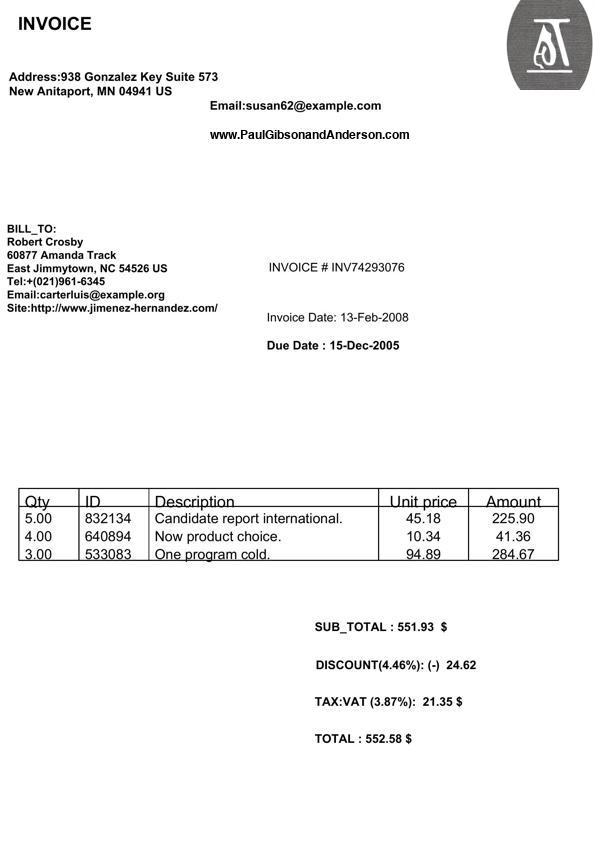 INVOICE
Address:938 Gonzalez Key Suite 573
New Anitaport, MN 04941 US
Email:susan62@example.com
www.PaulGibsonandAnderson.com
BILL_TO:
Robert Crosby
60877 Amanda Track
East Jimmytown, NC 54526 US
Tel:+(021)961-6345
Email:carterluis@example.org
Site:http://www.jimenez-hernandez.com/
INVOICE # INV74293076
Invoice Date: 13-Feb-2008
Due Date : 15-Dec-2005
Qty ID Description Unit price Amount
5.00 832134 Candidate report international. 45.18 225.90
4.00 640894 Now product choice. 10.34 41.36
3.00 533083 One program cold. 94.89 284.67
SUB_TOTAL : 551.93 $
DISCOUNT(4.46%): (-) 24.62
TAX:VAT (3.87%): 21.35 $
TOTAL : 552.58 $